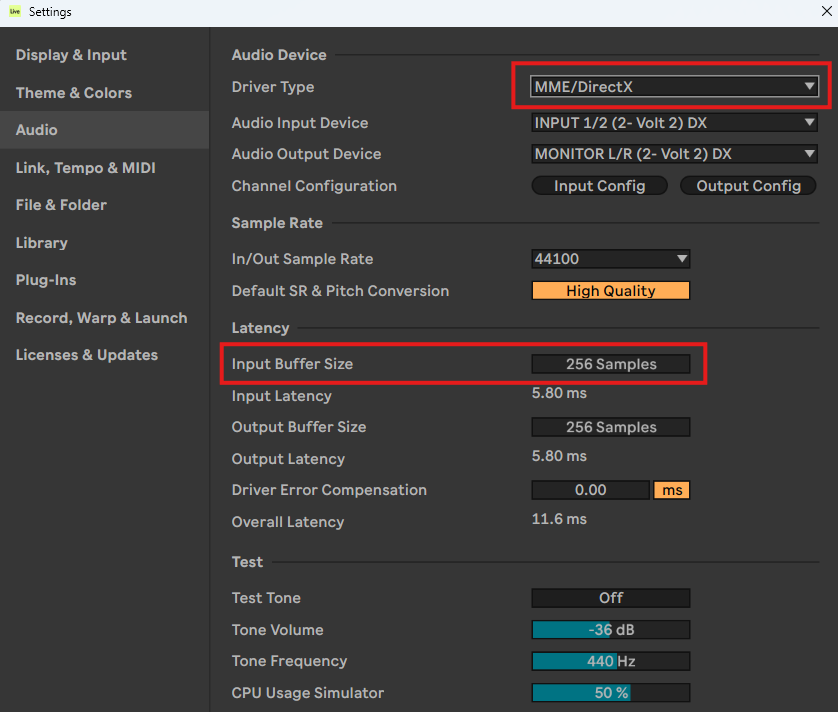 Live Settings
Display & Input
Theme & Colors
Audio
Link, Tempo & MIDI
File & Folder
Library
Plug-Ins
Record, Warp & Launch
Licenses & Updates
Audio Device
Driver Type MME/DirectX
Audio Input Device INPUT 1/2 (2- Volt 2) DX
Audio Output Device MONITOR L/R (2- Volt 2) DX
Channel Configuration Input Config Output Config
Sample Rate
In/Out Sample Rate 44100
Default SR & Pitch Conversion High Quality
Latency
Input Buffer Size 256 Samples
Input Latency 5.80 ms
Output Buffer Size 256 Samples
Output Latency 5.80 ms
Driver Error Compensation 0.00 ms
Overall Latency 11.6 ms
Test
Test Tone Off
Tone Volume -36 dB
Tone Frequency 440 Hz
CPU Usage Simulator 50 %